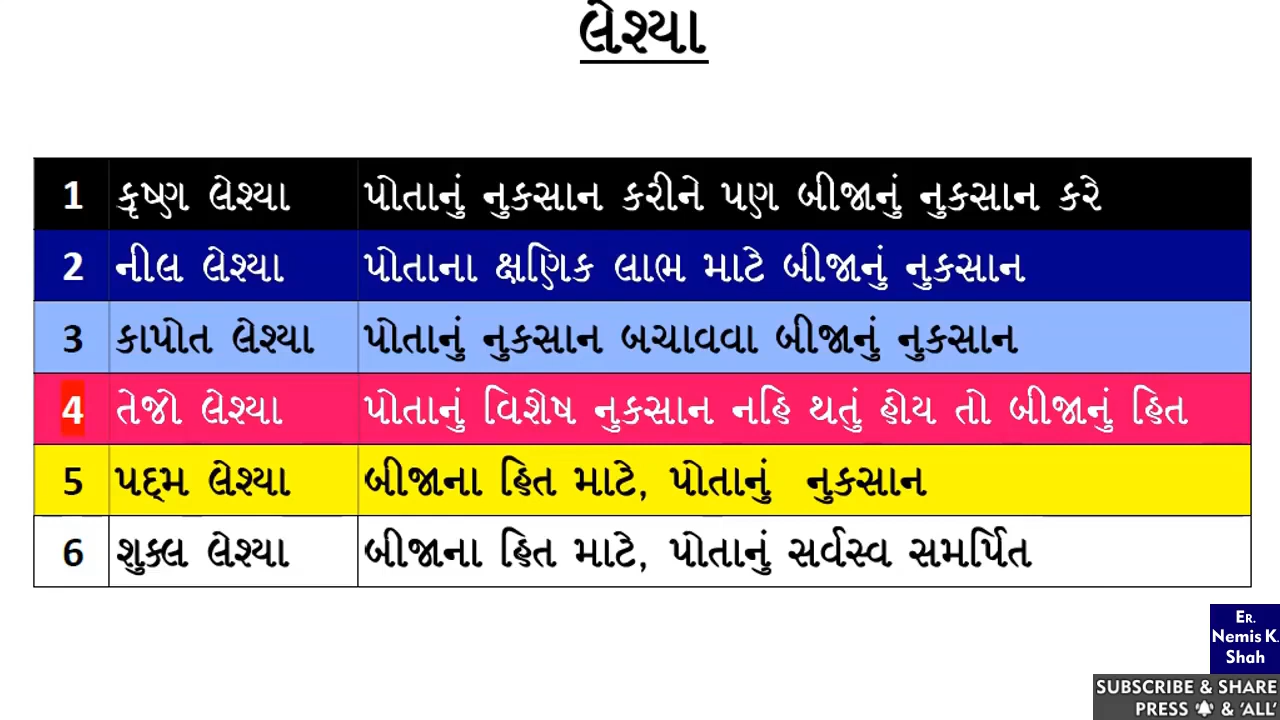 લેશ્યા
1 કૃષ્ણ લેશ્યા પોતાનું નુકસાન કરીને પણ બીજાનું નુકસાન કરે
2 નીલ લેશ્યા પોતાના ક્ષણિક લાભ માટે બીજાનું નુકસાન
3 કાપોત લેશ્યા પોતાનું નુકસાન બચાવવા બીજાનું નુકસાન
4 તેજો લેશ્યા પોતાનું વિશેષ નુકસાન નહિ થતું હોય તો બીજાનું હિત
5 પદ્દમ લેશ્યા બીજાના હિત માટે, પોતાનું નુકસાન
6 શુક્લ લેશ્યા બીજાના હિત માટે, પોતાનું સર્વસ્વ સમર્પિત
ER.
Nemis K.
Shah
SUBSCRIBE & SHARE
PRESS 🔔 & ‘ALL’